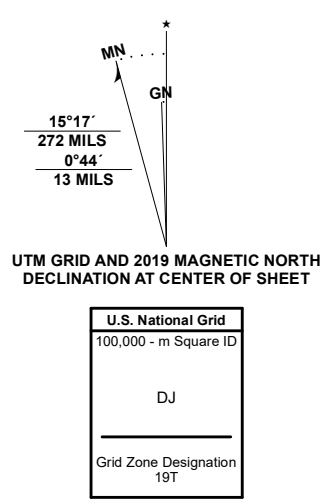 ★
MN
GN
15°17´
272 MILS
0°44´
13 MILS
UTM GRID AND 2019 MAGNETIC NORTH
DECLINATION AT CENTER OF SHEET
U.S. National Grid
100,000 - m Square ID
DJ
Grid Zone Designation
19T